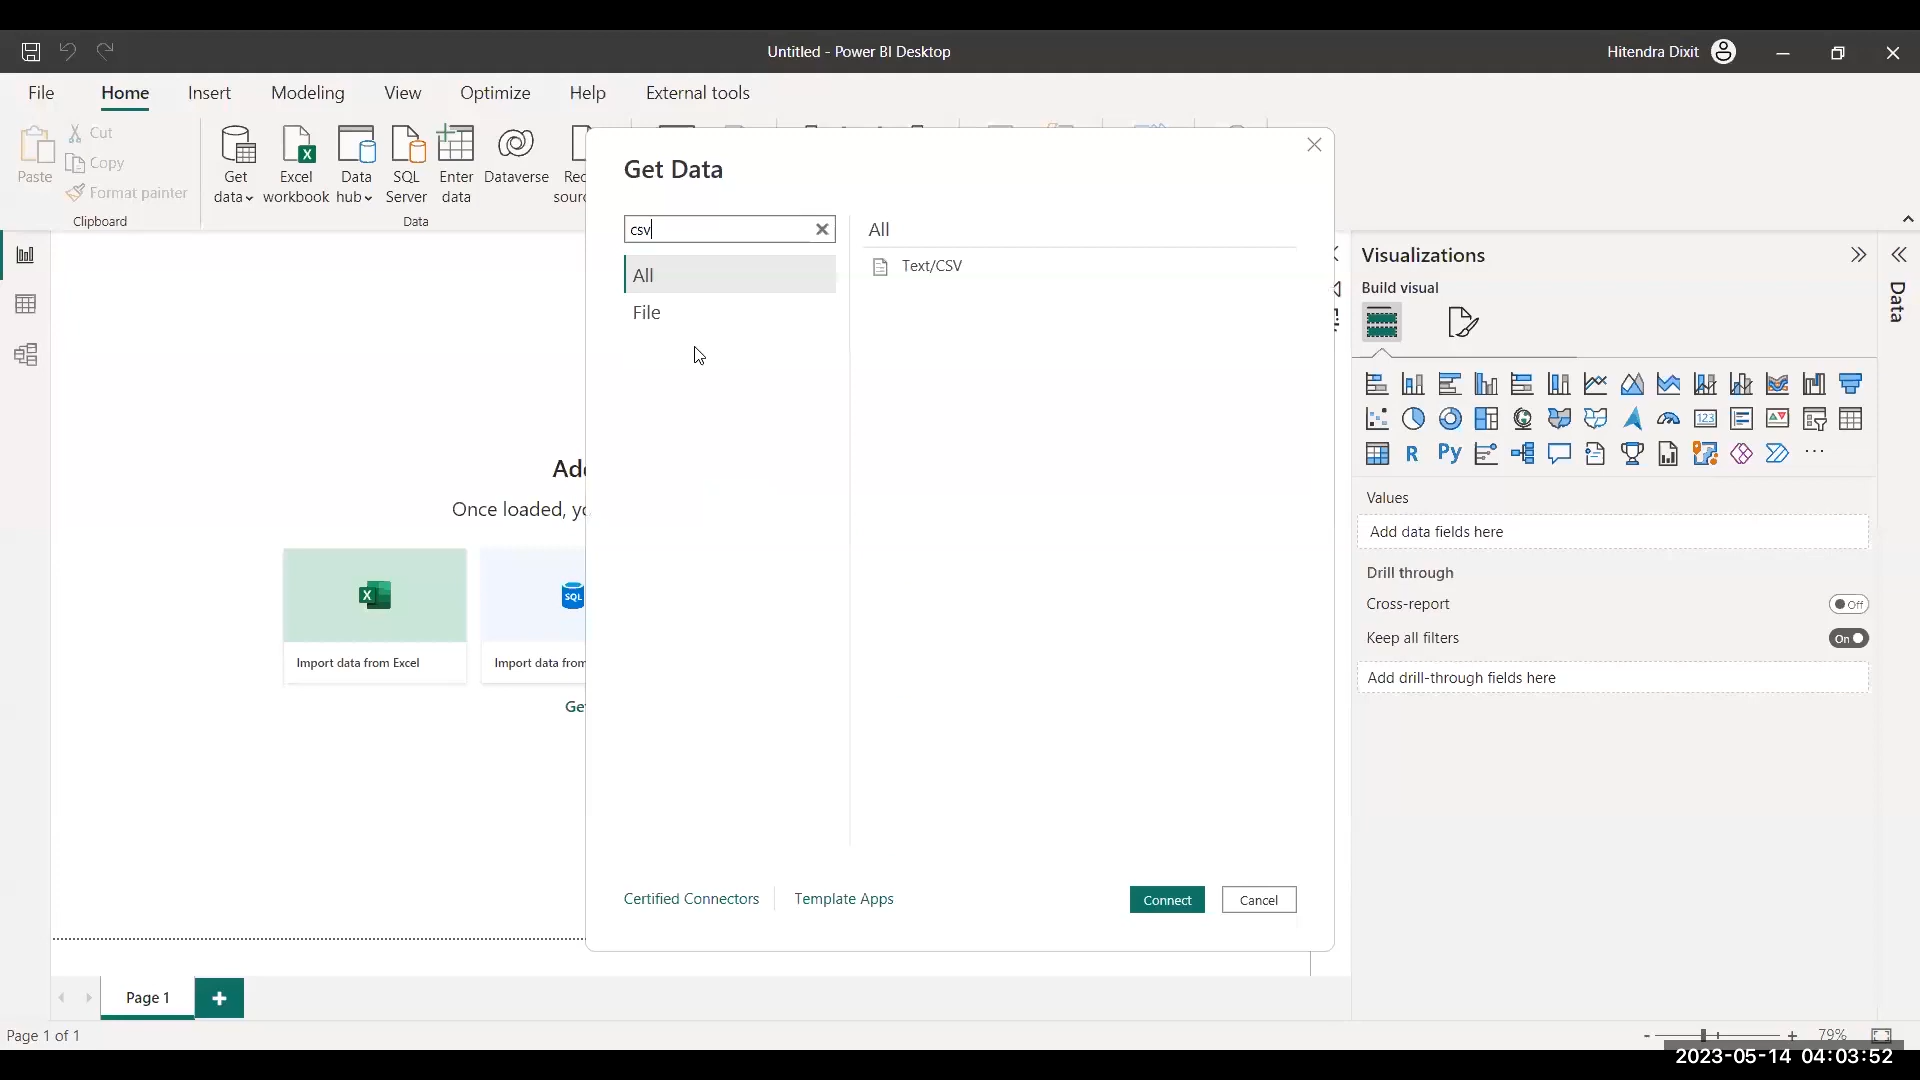 Untitled - Power BI Desktop
Hitendra Dixit
File
Home
Insert
Modeling
View
Optimize
Help
External tools
Paste
Cut
Copy
Format painter
Clipboard
Get
data
Excel
workbook
Data
hub
SQL
Server
Enter
data
Dataverse
Data
Get Data
csv
All
File
All
Text/CSV
Certified Connectors
Template Apps
Connect
Cancel
Once loaded,
X
Import data from Excel
SQL
Import data from
Visualizations
Build visual
123
R
Py
Values
Add data fields here
Drill through
Cross-report
Off
Keep all filters
On
Add drill-through fields here
Data
Page 1
Page 1 of 1
79%
2023-05-14 04:03:52